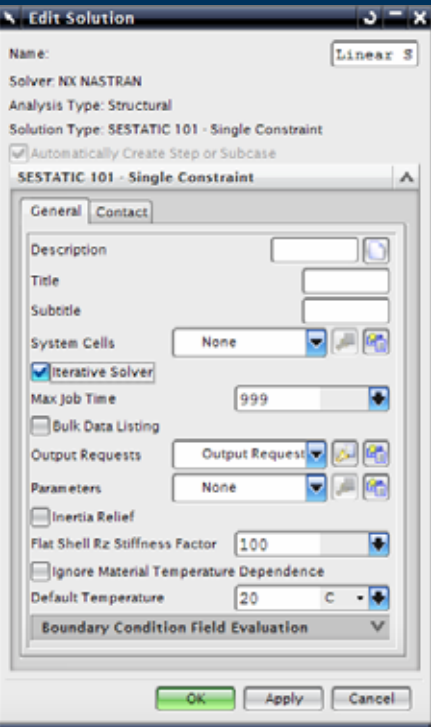 Edit Solution
Name: Linear S
Solver: NX NASTRAN
Analysis Type: Structural
Solution Type: SESTATIC 101 - Single Constraint
Automatically Create Step or Subcase
SESTATIC 101 - Single Constraint
General Contact
Description
Title
Subtitle
System Cells None
Iterative Solver
Max Job Time 999
Bulk Data Listing
Output Requests Output Request
Parameters None
Inertia Relief
Flat Shell Rz Stiffness Factor 100
Ignore Material Temperature Dependence
Default Temperature 20 C
Boundary Condition Field Evaluation
OK Apply Cancel